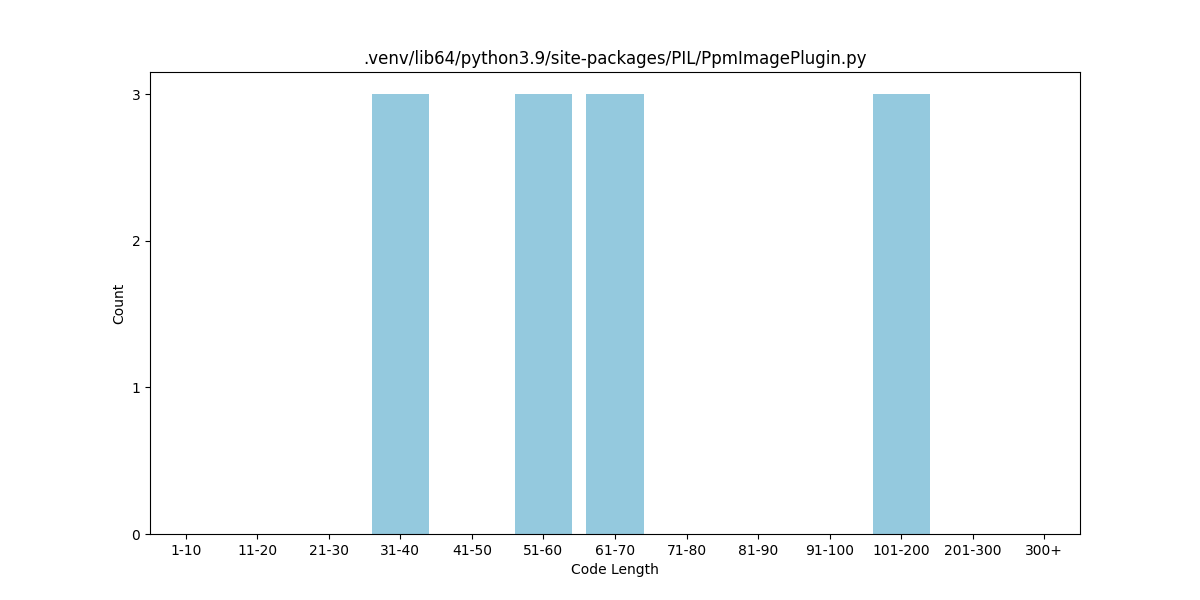 .venv/lib64/python3.9/site-packages/PIL/PpmImagePlugin.py
3
2
1
0
Count
1-10 11-20 21-30 31-40 41-50 51-60 61-70 71-80 81-90 91-100 101-200 201-300 300+
Code Length